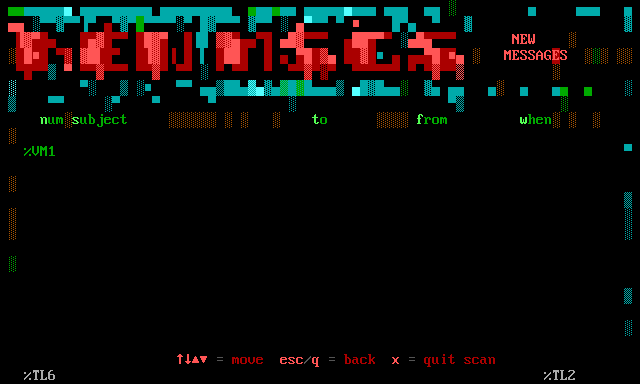 NEW
MESSAGES
num subject to from when
%VM1
↑↓▲▼ = move esc/q = back x = quit scan
%TL6 %TL2